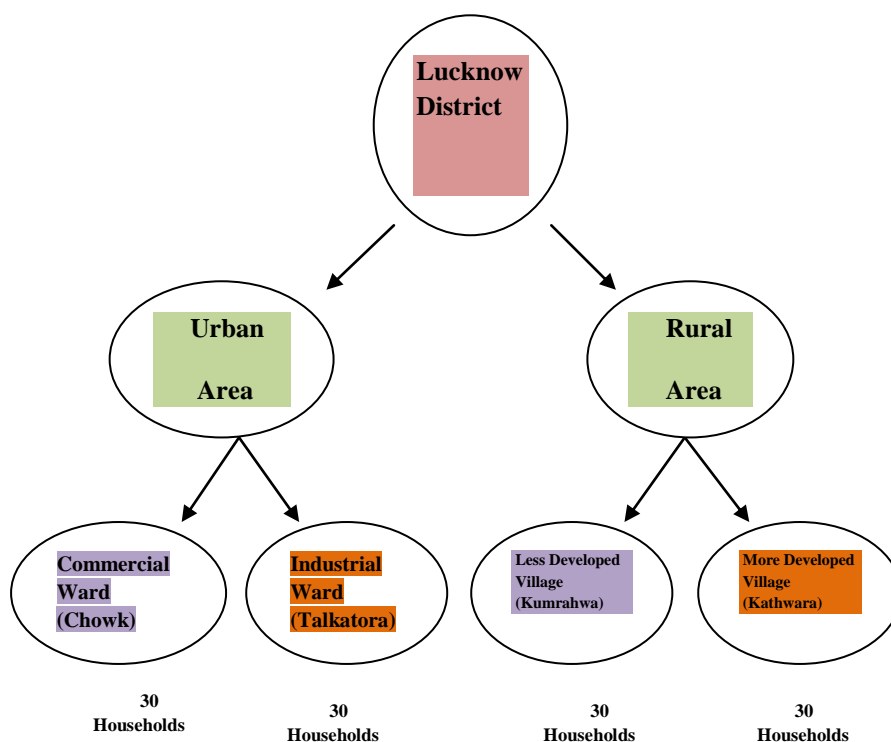 Lucknow
District
Urban
Area
Rural
Area
Commercial
Ward
(Chowk)
Industrial
Ward
(Talkatora)
Less Developed
Village
(Kumrahwa)
More Developed
Village
(Kathwara)
30
Households
30
Households
30
Households
30
Households